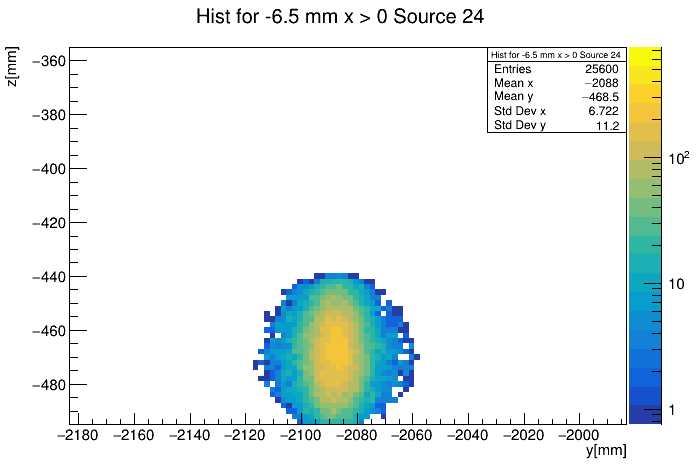 Hist for -6.5 mm x > 0 Source 24
z[mm]
Hist for -6.5 mm x > 0 Source 24
Entries 25600
Mean x −2088
Mean y −468.5
Std Dev x 6.722
Std Dev y 11.2
−360
−380
−400
−420
−440
−460
−480
10²
10
1
−2180 −2160 −2140 −2120 −2100 −2080 −2060 −2040 −2020 −2000
y[mm]